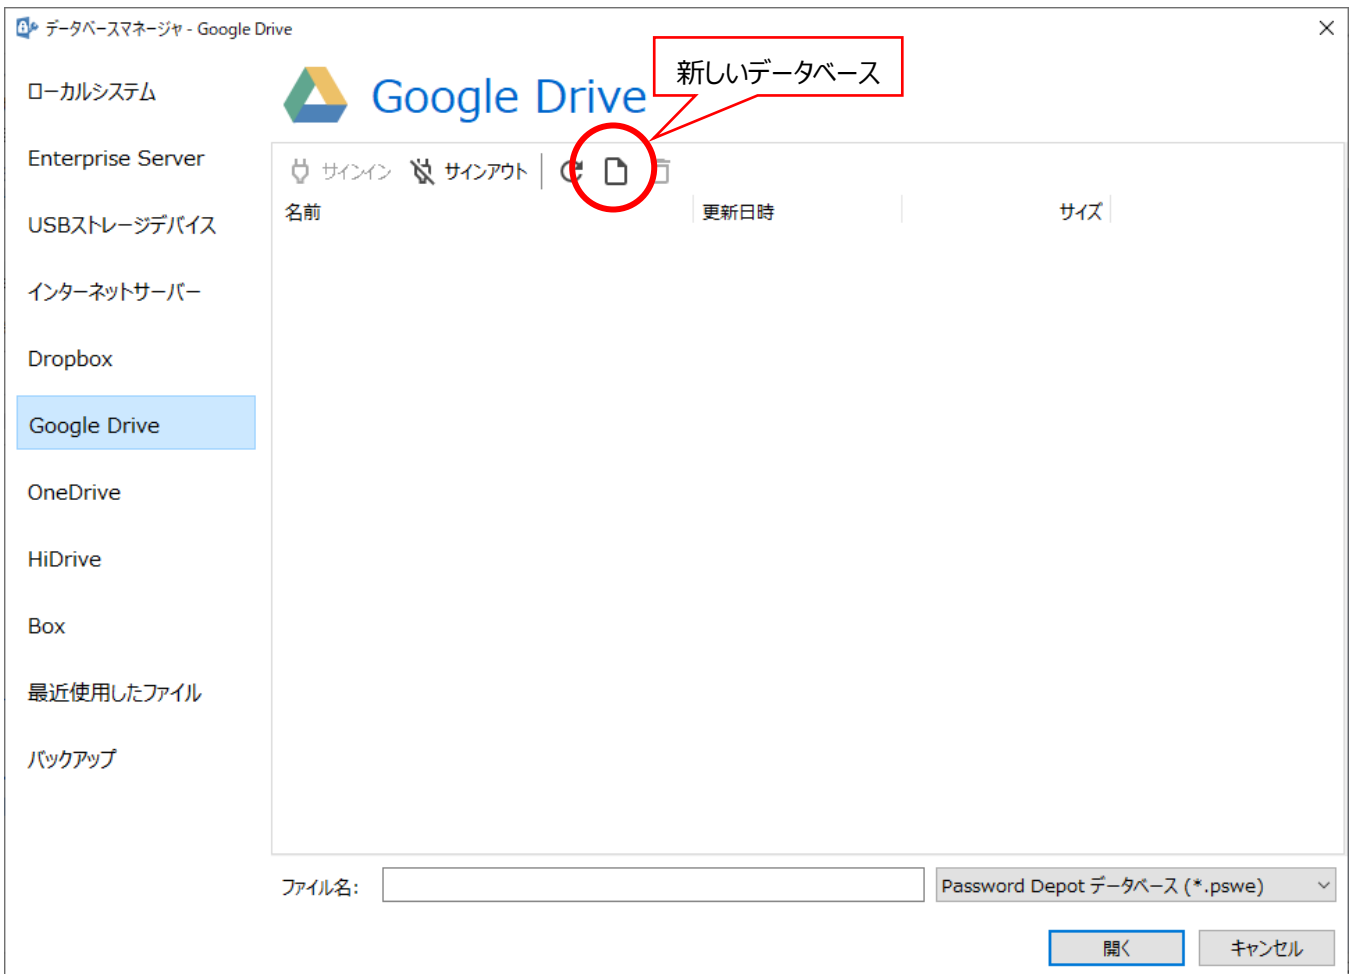 データベースマネージャ - Google Drive
新しいデータベース
Google Drive
ローカルシステム
Enterprise Server
USBストレージデバイス
インターネットサーバー
Dropbox
Google Drive
OneDrive
HiDrive
Box
最近使用したファイル
バックアップ
サインイン サインアウト
名前 更新日時 サイズ
ファイル名: Password Depot データベース (*.pswe)
開く キャンセル